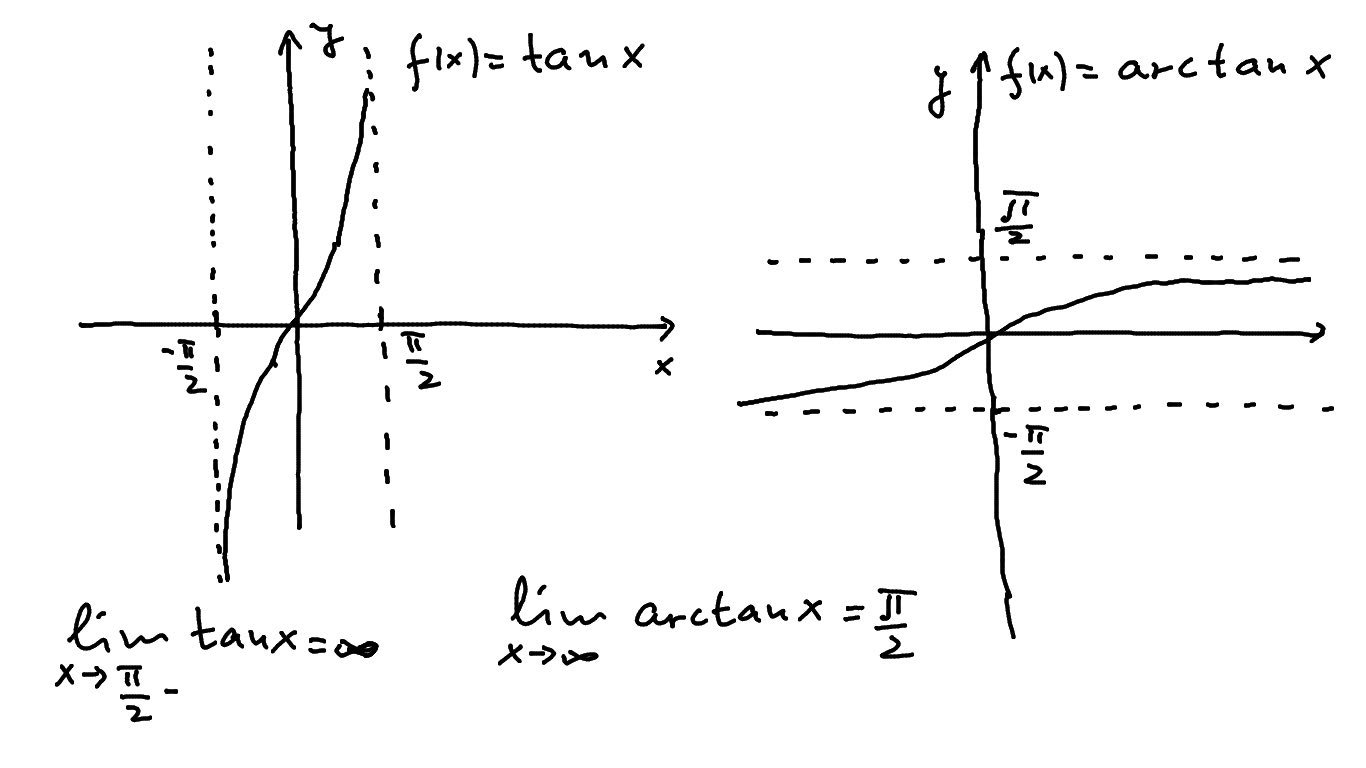 y
f(x) = tan x
-π/2
π/2
x
y
f(x) = arctan x
π/2
-π/2
lim tan x = ∞
x → π/2 -
lim arctan x = π/2
x → ∞